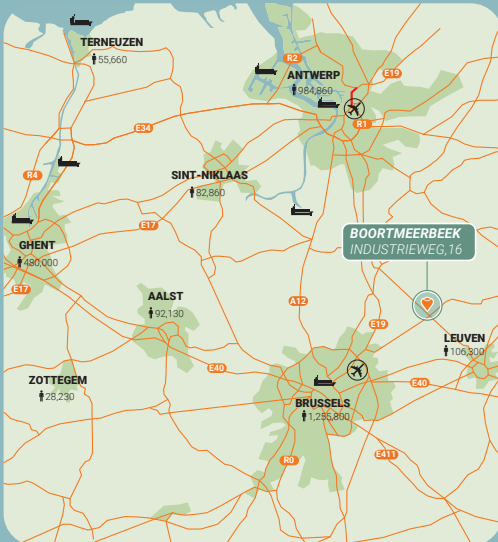 TERNEUZEN
55,660
R2
ANTWERP
984,860
E19
R1
E34
SINT-NIKLAAS
82,860
R4
E17
GHENT
480,000
E17
BOORTMEERBEEK
INDUSTRIEWEG,16
AALST
92,130
A12
E19
LEUVEN
106,300
E40
E40
ZOTTEGEM
28,230
BRUSSELS
1,255,800
R0
E411